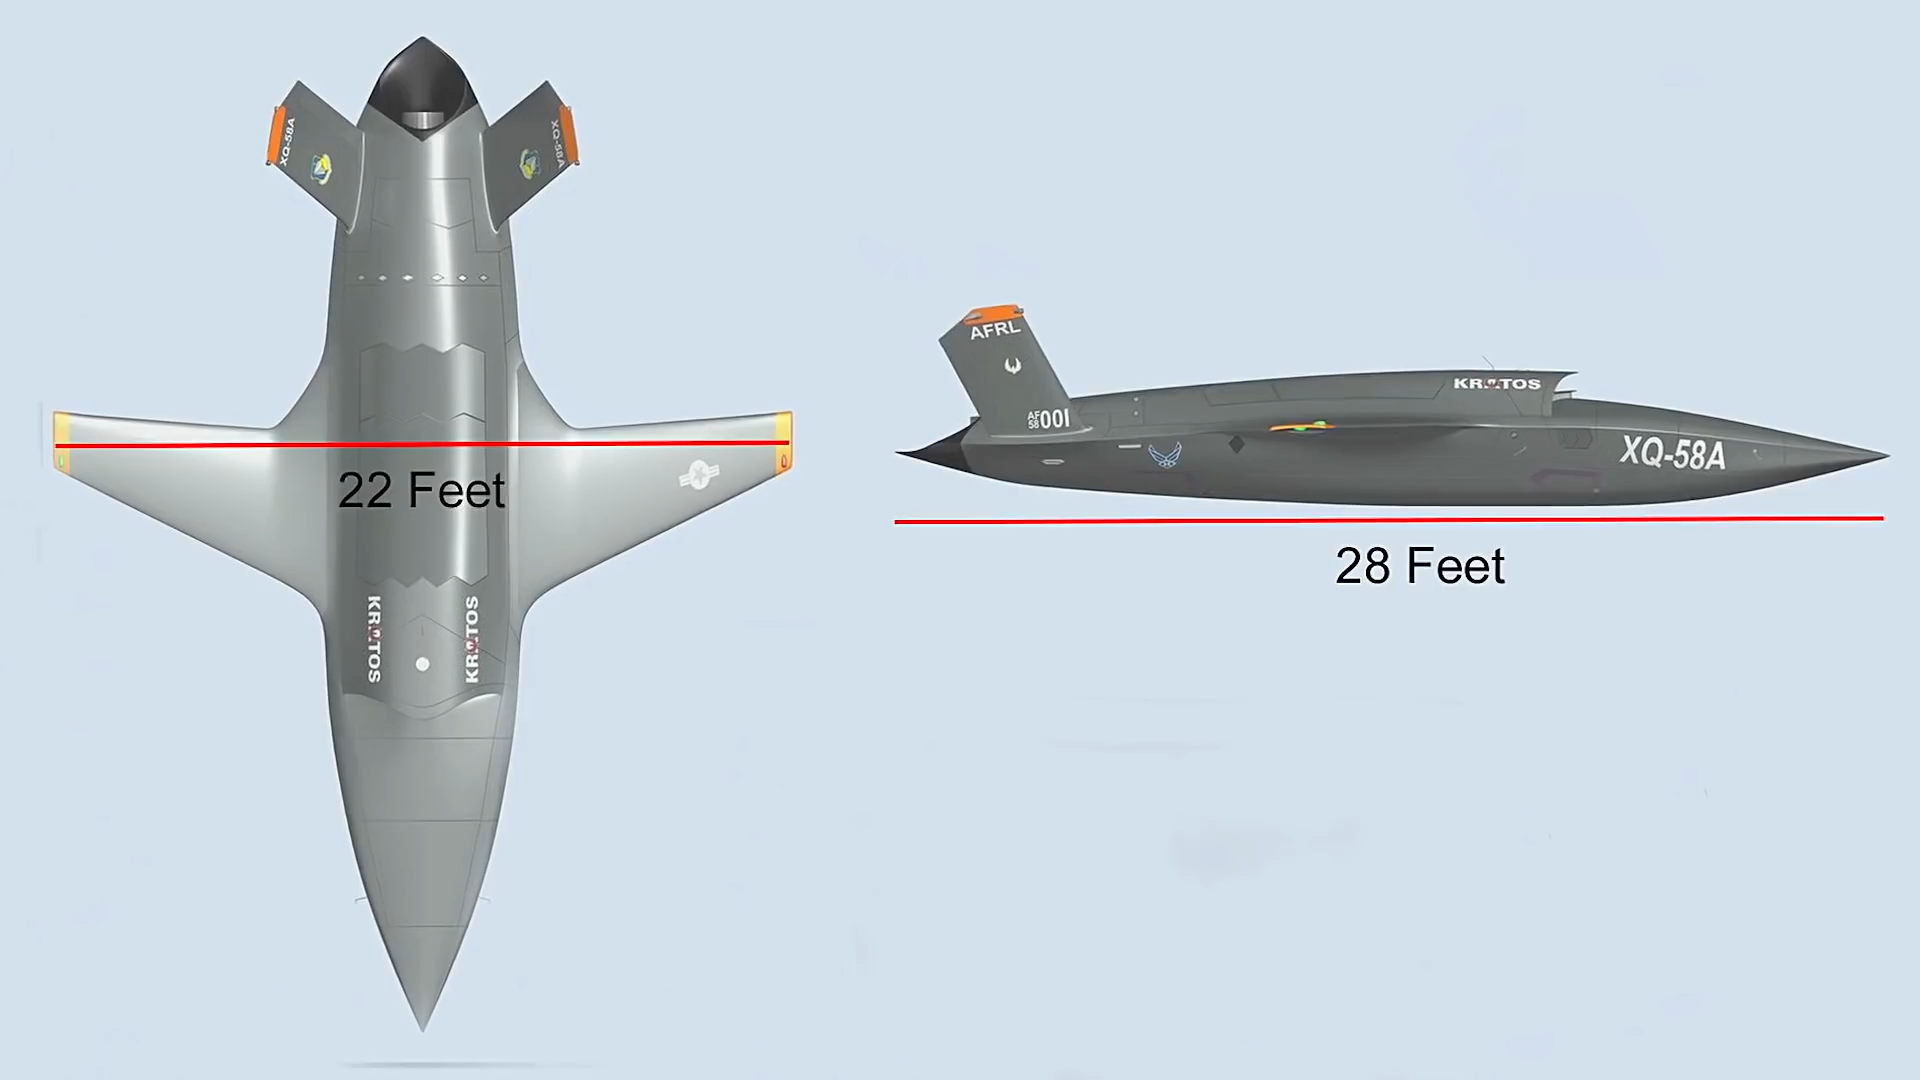 XQ-58A
XQ-58A
22 Feet
KRATOS
KRATOS
AFRL
AF
58
001
KRATOS
XQ-58A
28 Feet